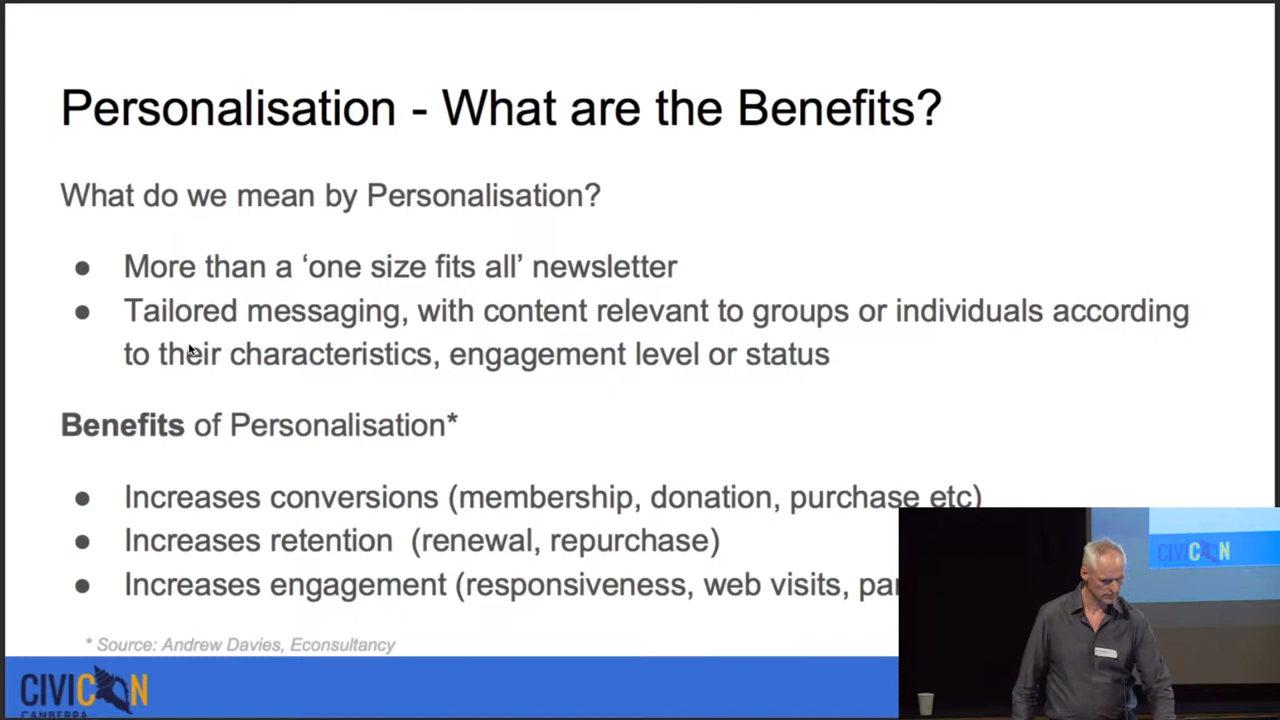 Personalisation - What are the Benefits?
What do we mean by Personalisation?
● More than a ‘one size fits all’ newsletter
● Tailored messaging, with content relevant to groups or individuals according
to their characteristics, engagement level or status
Benefits of Personalisation*
● Increases conversions (membership, donation, purchase etc)
● Increases retention (renewal, repurchase)
● Increases engagement (responsiveness, web visits,
* Source: Andrew Davies, Econsultancy
CIVICON
CANBERRA
CIVICON